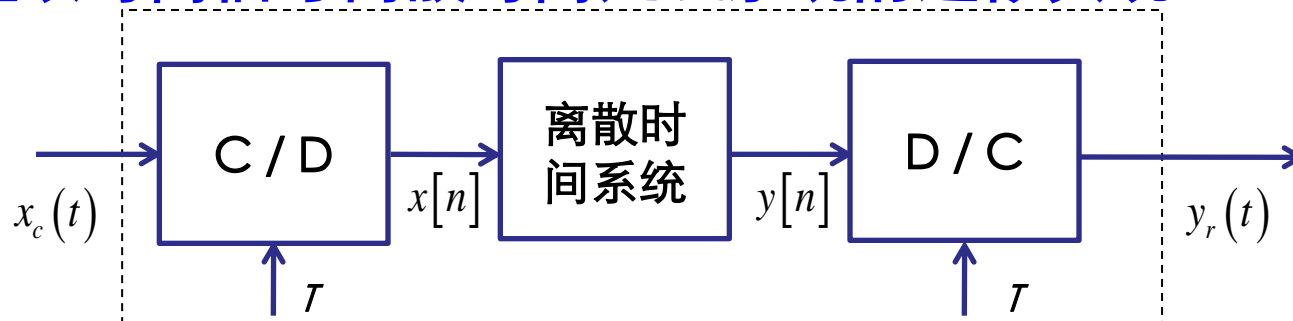 C / D
离散时
间系统
D / C
x_c(t)
x[n]
y[n]
y_r(t)
T
T